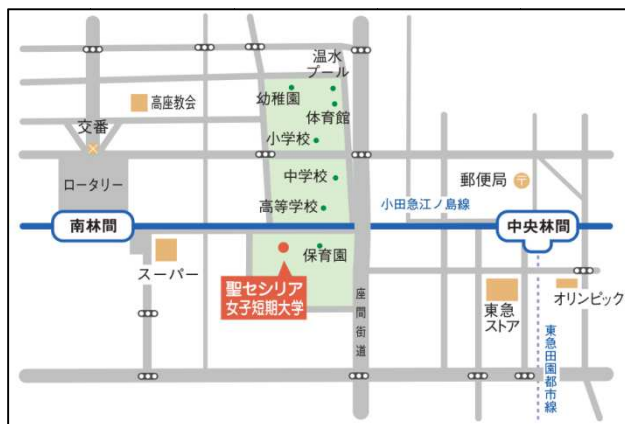 温水
プール
幼稚園
体育館
高座教会
交番
小学校
ロータリー
中学校
郵便局
高等学校
小田急江ノ島線
南林間
中央林間
保育園
スーパー
聖セシリア
女子短期大学
座間街道
東急
ストア
オリンピック
東急田園都市線